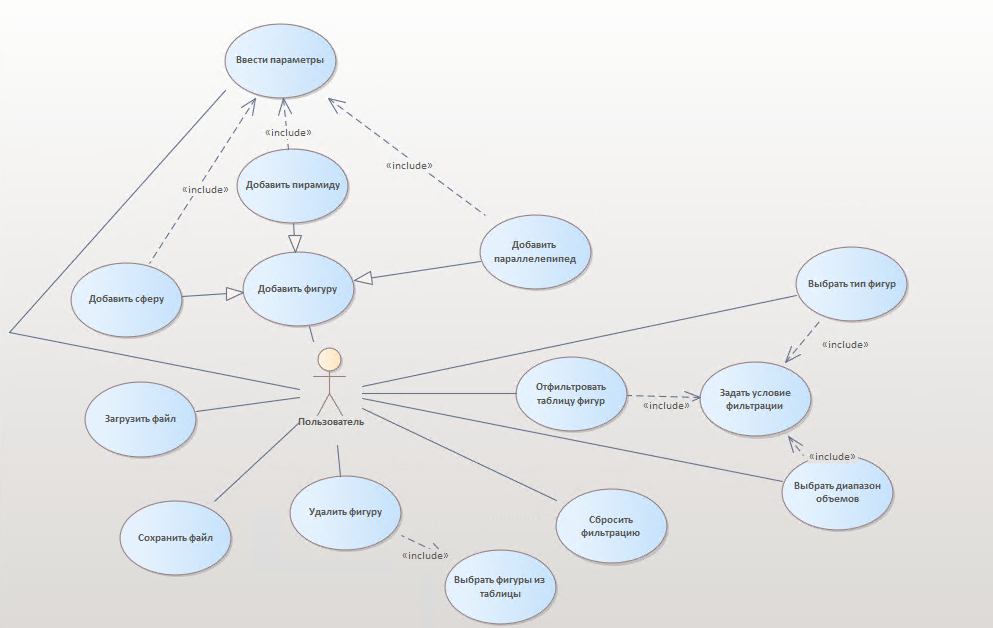 Ввести параметры
«include»
«include»
«include»
Добавить пирамиду
Добавить
параллелепипед
Добавить сферу
Добавить фигуру
Выбрать тип фигур
«include»
Отфильтровать
таблицу фигур
«include»
Задать условие
фильтрации
Загрузить файл
Пользователь
«include»
Выбрать диапазон
объемов
Удалить фигуру
Сбросить
фильтрацию
Сохранить файл
«include»
Выбрать фигуры из
таблицы